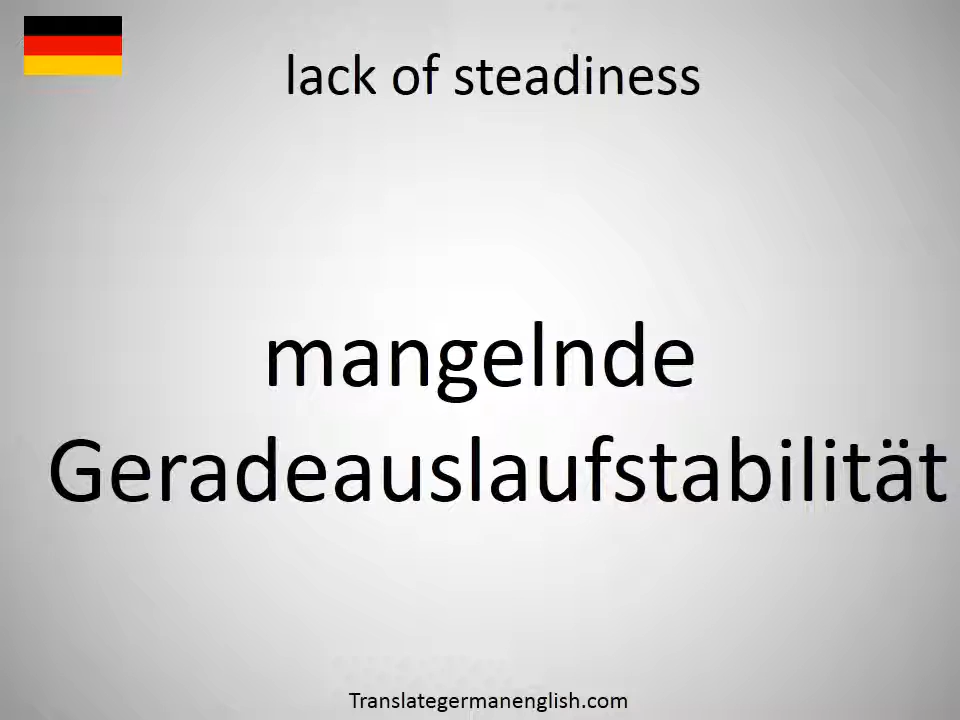 lack of steadiness
mangelnde
Geradeauslaufstabilität
Translategermanenglish.com